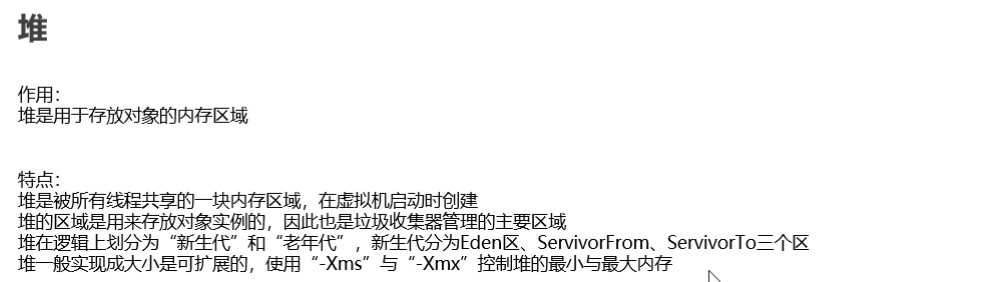 堆
作用：
堆是用于存放对象的内存区域
特点：
堆是被所有线程共享的一块内存区域，在虚拟机启动时创建
堆的区域是用来存放对象实例的，因此也是垃圾收集器管理的主要区域
堆在逻辑上划分为“新生代”和“老年代”，新生代分为Eden区、ServivorFrom、ServivorTo三个区
堆一般实现成大小是可扩展的，使用“-Xms”与“-Xmx”控制堆的最小与最大内存